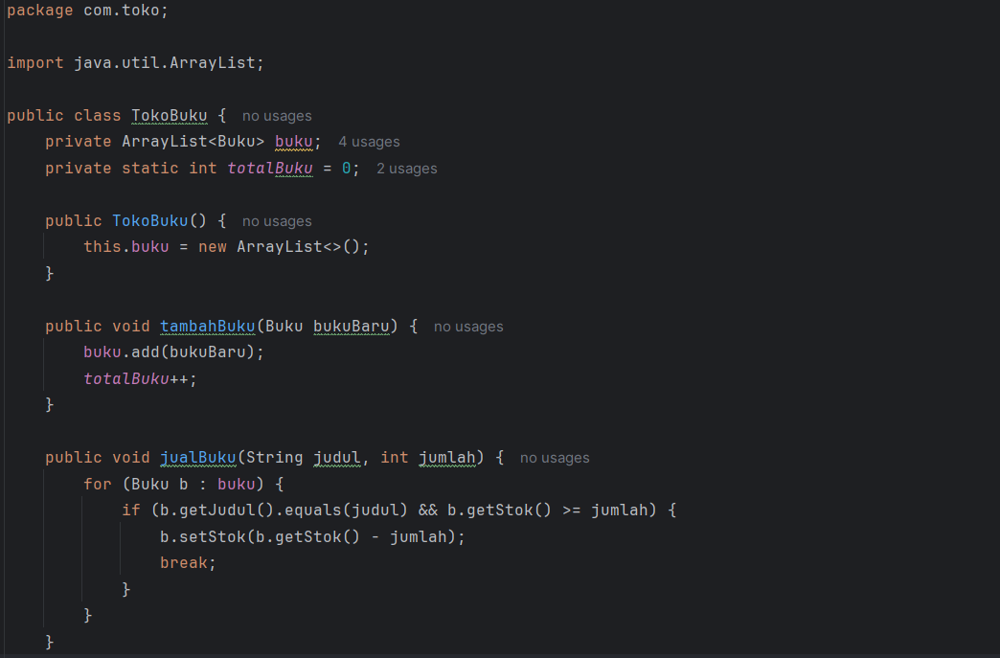 package com.toko;
import java.util.ArrayList;
public class TokoBuku { no usages
private ArrayList<Buku> buku; 4 usages
private static int totalBuku = 0; 2 usages
public TokoBuku() { no usages
this.buku = new ArrayList<>();
}
public void tambahBuku(Buku bukuBaru) { no usages
buku.add(bukuBaru);
totalBuku++;
}
public void jualBuku(String judul, int jumlah) { no usages
for (Buku b : buku) {
if (b.getJudul().equals(judul) && b.getStok() >= jumlah) {
b.setStok(b.getStok() - jumlah);
break;
}
}
}